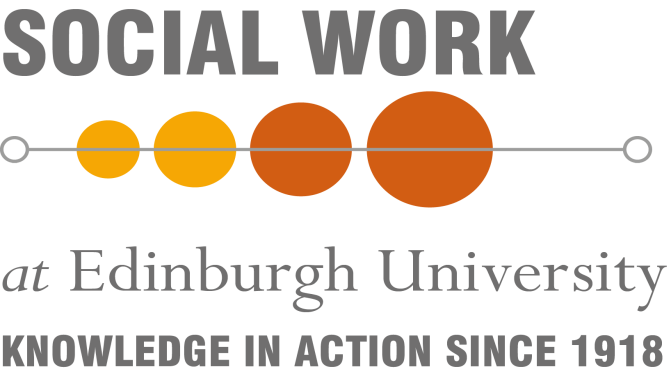 SOCIAL WORK
at Edinburgh University
KNOWLEDGE IN ACTION SINCE 1918